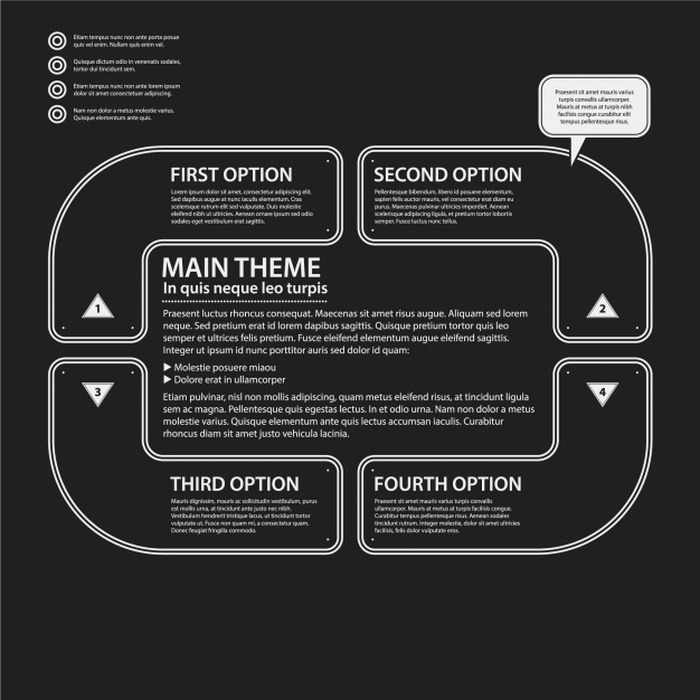 Etiam tempus nunc non ante porta posue
quis vel enim. Nullam quis enim vel.
Quisque dictum odio in venenatis sodales,
tortor dui tincidunt sem.
Etiam tempus nunc non ante lorem ipsum
dolor sit amet consectetuer adipiscing.
Nam non dolor a metus molestie varius.
Quisque elementum ante quis.
Praesent sit amet mauris varius
turpis convallis ullamcorper.
Mauris at metus at turpis nibh
facilisis congue curabitur elit
tempus pellentesque risus.
FIRST OPTION
Lorem ipsum dolor sit amet, consectetur adipiscing elit.
Sed dapibus augue at nunc iaculis elementum. Cras
scelerisque rutrum elit sed vulputate. Duis molestie
eleifend nibh ut ultricies. Aenean ornare ipsum sed odio
sodales eget vestibulum erat sagittis.
SECOND OPTION
Pellentesque bibendum, libero id posuere elementum,
sapien felis auctor mauris, vel consectetur erat diam eu
purus. Maecenas pulvinar ultricies imperdiet. Aenean
scelerisque adipiscing ligula, et pretium tortor lobortis
semper. Fusce luctus nunc tellus.
1
2
MAIN THEME
In quis neque leo turpis
Praesent luctus rhoncus consequat. Maecenas sit amet risus augue. Aliquam sed lorem
neque. Sed pretium erat id lorem dapibus sagittis. Quisque pretium tortor quis leo
semper et ultrices felis pretium. Fusce eleifend elementum augue eleifend sagittis.
Integer ut ipsum id nunc porttitor auris sed dolor id quam:
▶ Molestie posuere miaou
▶ Dolore erat in ullamcorper
Etiam pulvinar, nisl non mollis adipiscing, quam metus eleifend risus, at tincidunt ligula
sem ac magna. Pellentesque quis egestas lectus. In et odio urna. Nam non dolor a metus
molestie varius. Quisque elementum ante quis lectus accumsan iaculis. Curabitur
rhoncus diam sit amet justo vehicula lacinia.
3
4
THIRD OPTION
Mauris dignissim, mauris ac sollicitudin vestibulum, purus
est mollis urna, at tincidunt ante justo nec nibh.
Vestibulum hendrerit tristique lacus, ut tincidunt tortor
vulputate ut. Fusce non quam mi, a consectetur quam.
Donec feugiat fringilla commodo.
FOURTH OPTION
Praesent sit amet mauris varius turpis convallis
ullamcorper. Mauris at metus at turpis facilisis congue.
Curabitur tempus pellentesque risus. Aenean sodales
tincidunt rutrum. Integer molestie, dolor sit amet ultricies
facilisis, felis dolor vulputate eros.